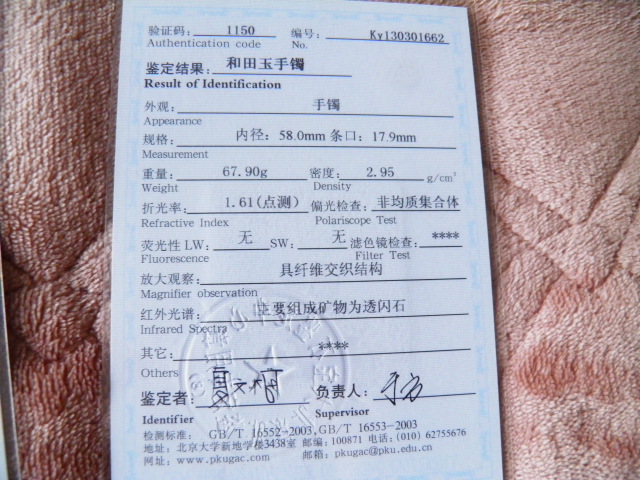 验证码: 1150 编号: Ky130301662
Authentication code No.
鉴定结果: 和田玉手镯
Result of Identification
外观: 手镯
Appearance
规格: 内径: 58.0mm 条口: 17.9mm
Measurement
重量: 67.90g 密度: 2.95 g/cm³
Weight Density
折光率: 1.61(点测) 偏光检查: 非均质集合体
Refractive Index Polariscope Test
荧光性 LW: 无 SW: 无 滤色镜检查: ****
Fluorescence Filter Test
放大观察: 具纤维交织结构
Magnifier observation
红外光谱: 主要组成矿物为透闪石
Infrared Spectra
其它: ****
Others
鉴定者: 负责人:
Identifier Supervisor
检测标准: GB/T 16552-2003,GB/T 16553-2003
地址: 北京大学新地学楼3438室 邮编: 100871 电话: (010) 62755676
网址: www.pkugac.com 邮箱: pkugac@pku.edu.cn